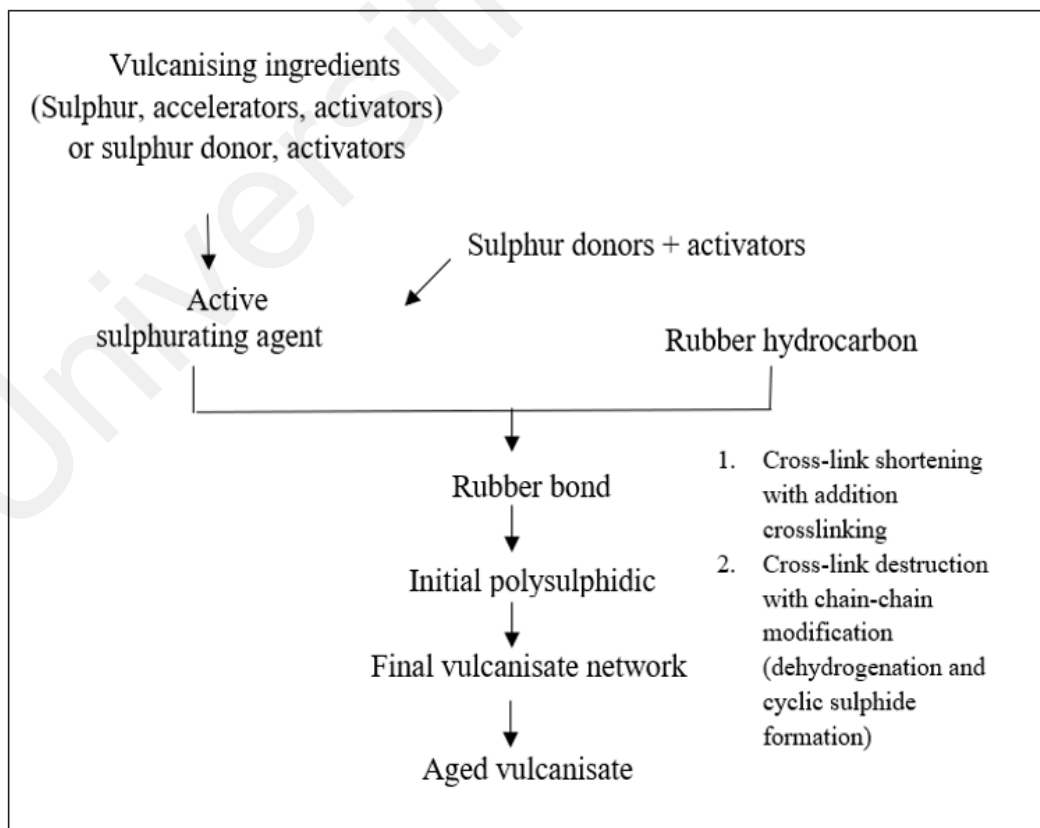 Vulcanising ingredients
(Sulphur, accelerators, activators)
or sulphur donor, activators
Sulphur donors + activators
Active
sulphurating agent
Rubber hydrocarbon
Rubber bond
Initial polysulphidic
Final vulcanisate network
Aged vulcanisate
1. Cross-link shortening
with addition
crosslinking
2. Cross-link destruction
with chain-chain
modification
(dehydrogenation and
cyclic sulphide
formation)
Universiti